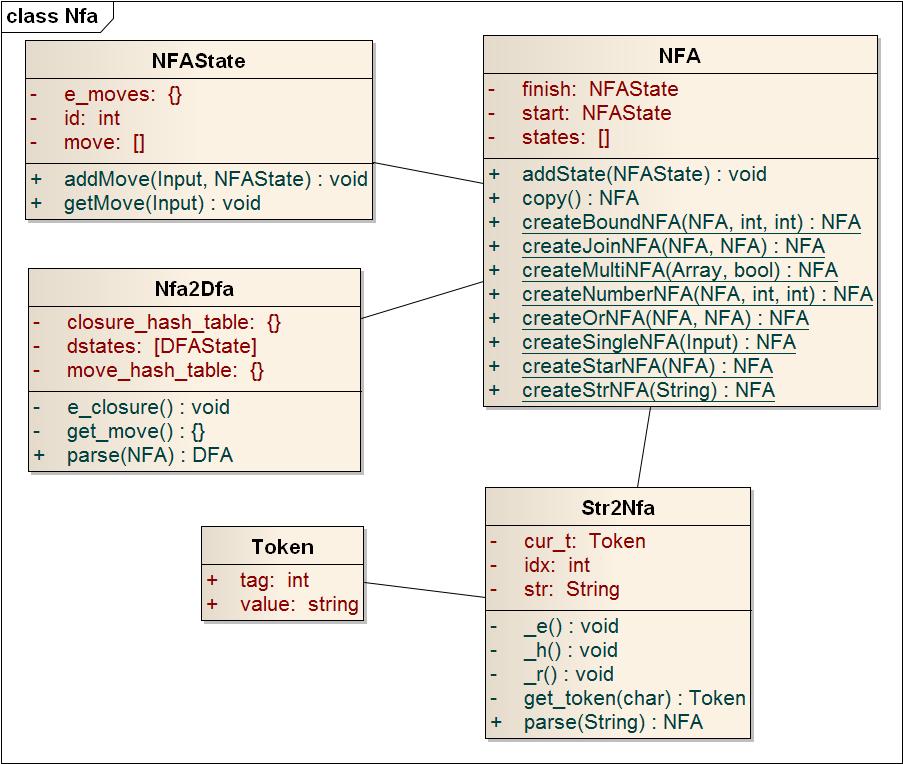 class Nfa
NFAState
- e_moves: {}
- id: int
- move: []
+ addMove(Input, NFAState) : void
+ getMove(Input) : void
NFA
- finish: NFAState
- start: NFAState
- states: []
+ addState(NFAState) : void
+ copy() : NFA
+ createBoundNFA(NFA, int, int) : NFA
+ createJoinNFA(NFA, NFA) : NFA
+ createMultiNFA(Array, bool) : NFA
+ createNumberNFA(NFA, int, int) : NFA
+ createOrNFA(NFA, NFA) : NFA
+ createSingleNFA(Input) : NFA
+ createStarNFA(NFA) : NFA
+ createStrNFA(String) : NFA
Nfa2Dfa
- closure_hash_table: {}
- dstates: [DFAState]
- move_hash_table: {}
- e_closure() : void
- get_move() : {}
+ parse(NFA) : DFA
Token
+ tag: int
+ value: string
Str2Nfa
- cur_t: Token
- idx: int
- str: String
- _e() : void
- _h() : void
- _r() : void
- get_token(char) : Token
+ parse(String) : NFA